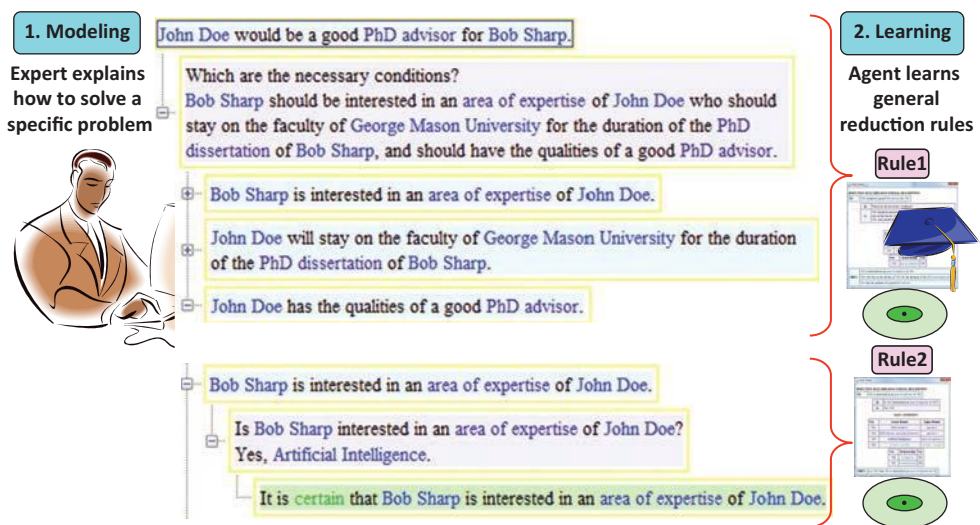 1. Modeling
Expert explains
how to solve a
specific problem
John Doe would be a good PhD advisor for Bob Sharp.
Which are the necessary conditions?
Bob Sharp should be interested in an area of expertise of John Doe who should
stay on the faculty of George Mason University for the duration of the PhD
dissertation of Bob Sharp, and should have the qualities of a good PhD advisor.
Bob Sharp is interested in an area of expertise of John Doe.
John Doe will stay on the faculty of George Mason University for the duration
of the PhD dissertation of Bob Sharp.
John Doe has the qualities of a good PhD advisor.
Bob Sharp is interested in an area of expertise of John Doe.
Is Bob Sharp interested in an area of expertise of John Doe?
Yes, Artificial Intelligence.
It is certain that Bob Sharp is interested in an area of expertise of John Doe.
2. Learning
Agent learns
general
reduction rules
Rule1
Rule2